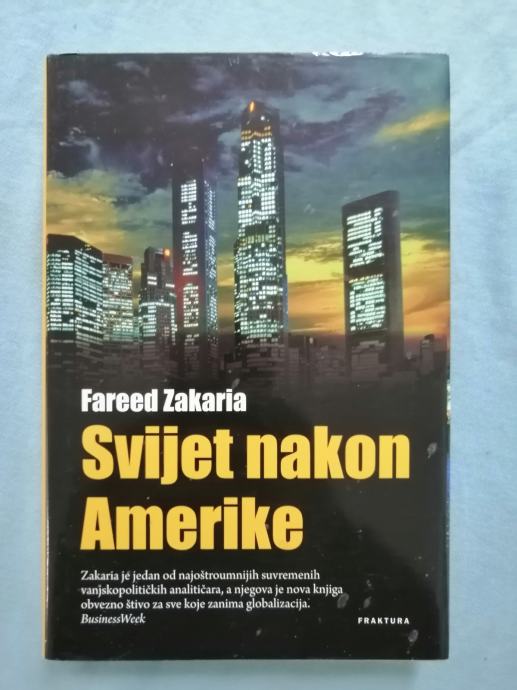 Fareed Zakaria
Svijet nakon
Amerike
Zakaria je jedan od najoštroumnijih suvremenih
vanjskopolitičkih analitičara, a njegova je nova knjiga
obvezno štivo za sve koje zanima globalizacija.
BusinessWeek
FRAKTURA